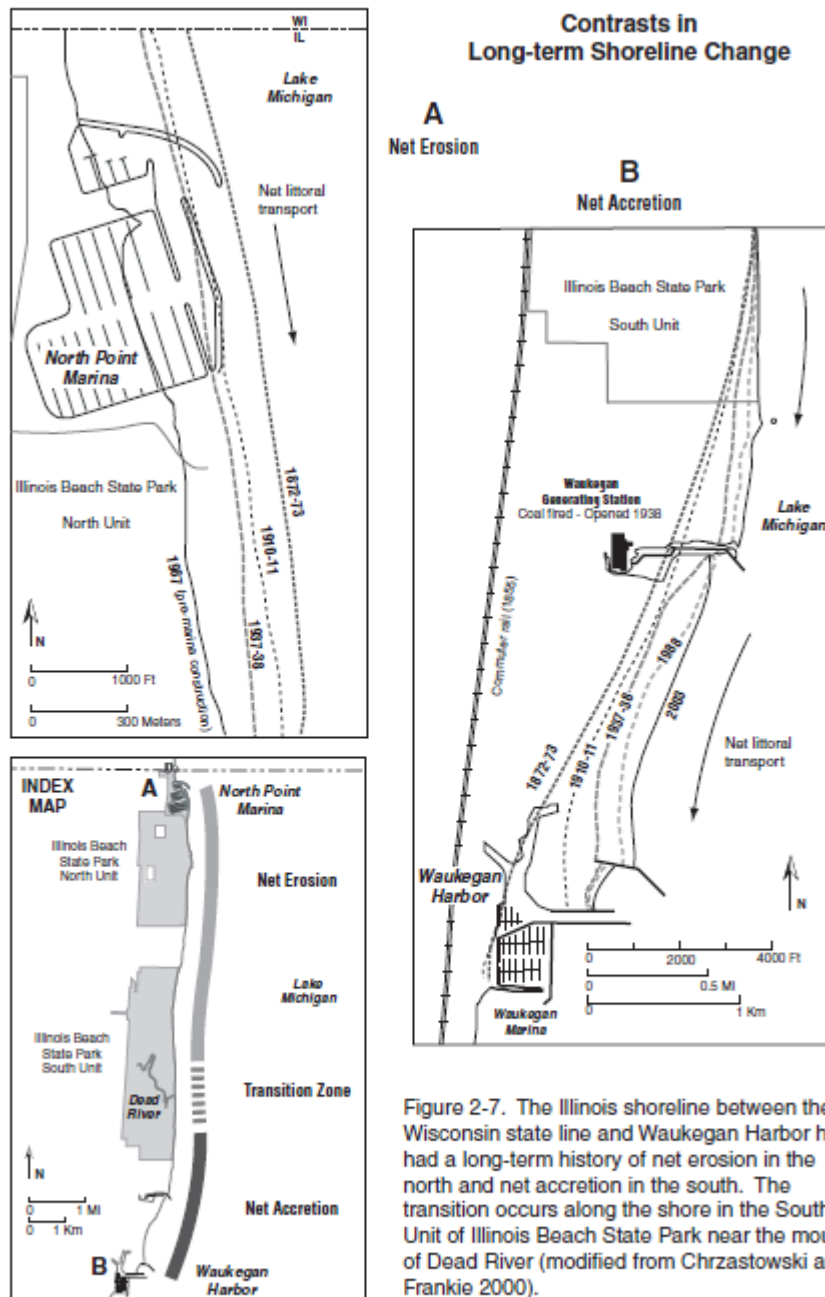 Contrasts in
Long-term Shoreline Change
WI
IL
Lake
Michigan
Net littoral
transport
North Point
Marina
Illinois Beach State Park
North Unit
1872-73
1910-11
1937-38
1987 (pre-marina construction)
N
0 1000 Ft
0 300 Meters
A
Net Erosion
B
Net Accretion
Illinois Beach State Park
South Unit
Waukegan
Generating Station
Coal fired - Opened 1938
Lake
Michigan
Commuter rail (1855)
1872-73
1910-11
1937-38
1988
2003
Net littoral
transport
Waukegan
Harbor
N
0 2000 4000 Ft
0 0.5 MI
0 1 Km
Waukegan
Marina
INDEX
MAP
A
North Point
Marina
Illinois Beach
State Park
North Unit
Net Erosion
Lake
Michigan
Illinois Beach
State Park
South Unit
Dead
River
Transition Zone
N
0 1 MI
0 1 Km
Net Accretion
B
Waukegan
Harbor
Figure 2-7. The Illinois shoreline between the
Wisconsin state line and Waukegan Harbor h
had a long-term history of net erosion in the
north and net accretion in the south. The
transition occurs along the shore in the South
Unit of Illinois Beach State Park near the mou
of Dead River (modified from Chrzastowski a
Frankie 2000).